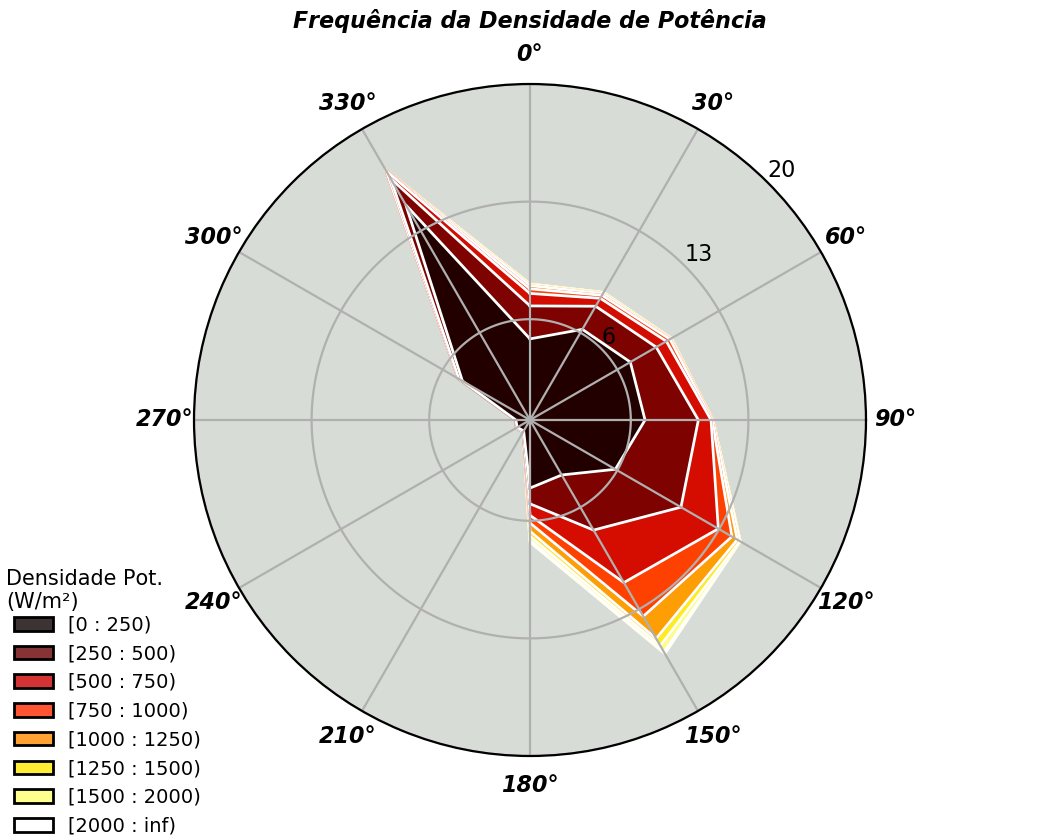 Frequência da Densidade de Potência
0°
330°
30°
20
300°
60°
13
6
270°
90°
Densidade Pot.
(W/m²)
240°
120°
[0 : 250)
[250 : 500)
[500 : 750)
[750 : 1000)
210°
150°
[1000 : 1250)
[1250 : 1500)
180°
[1500 : 2000)
[2000 : inf)